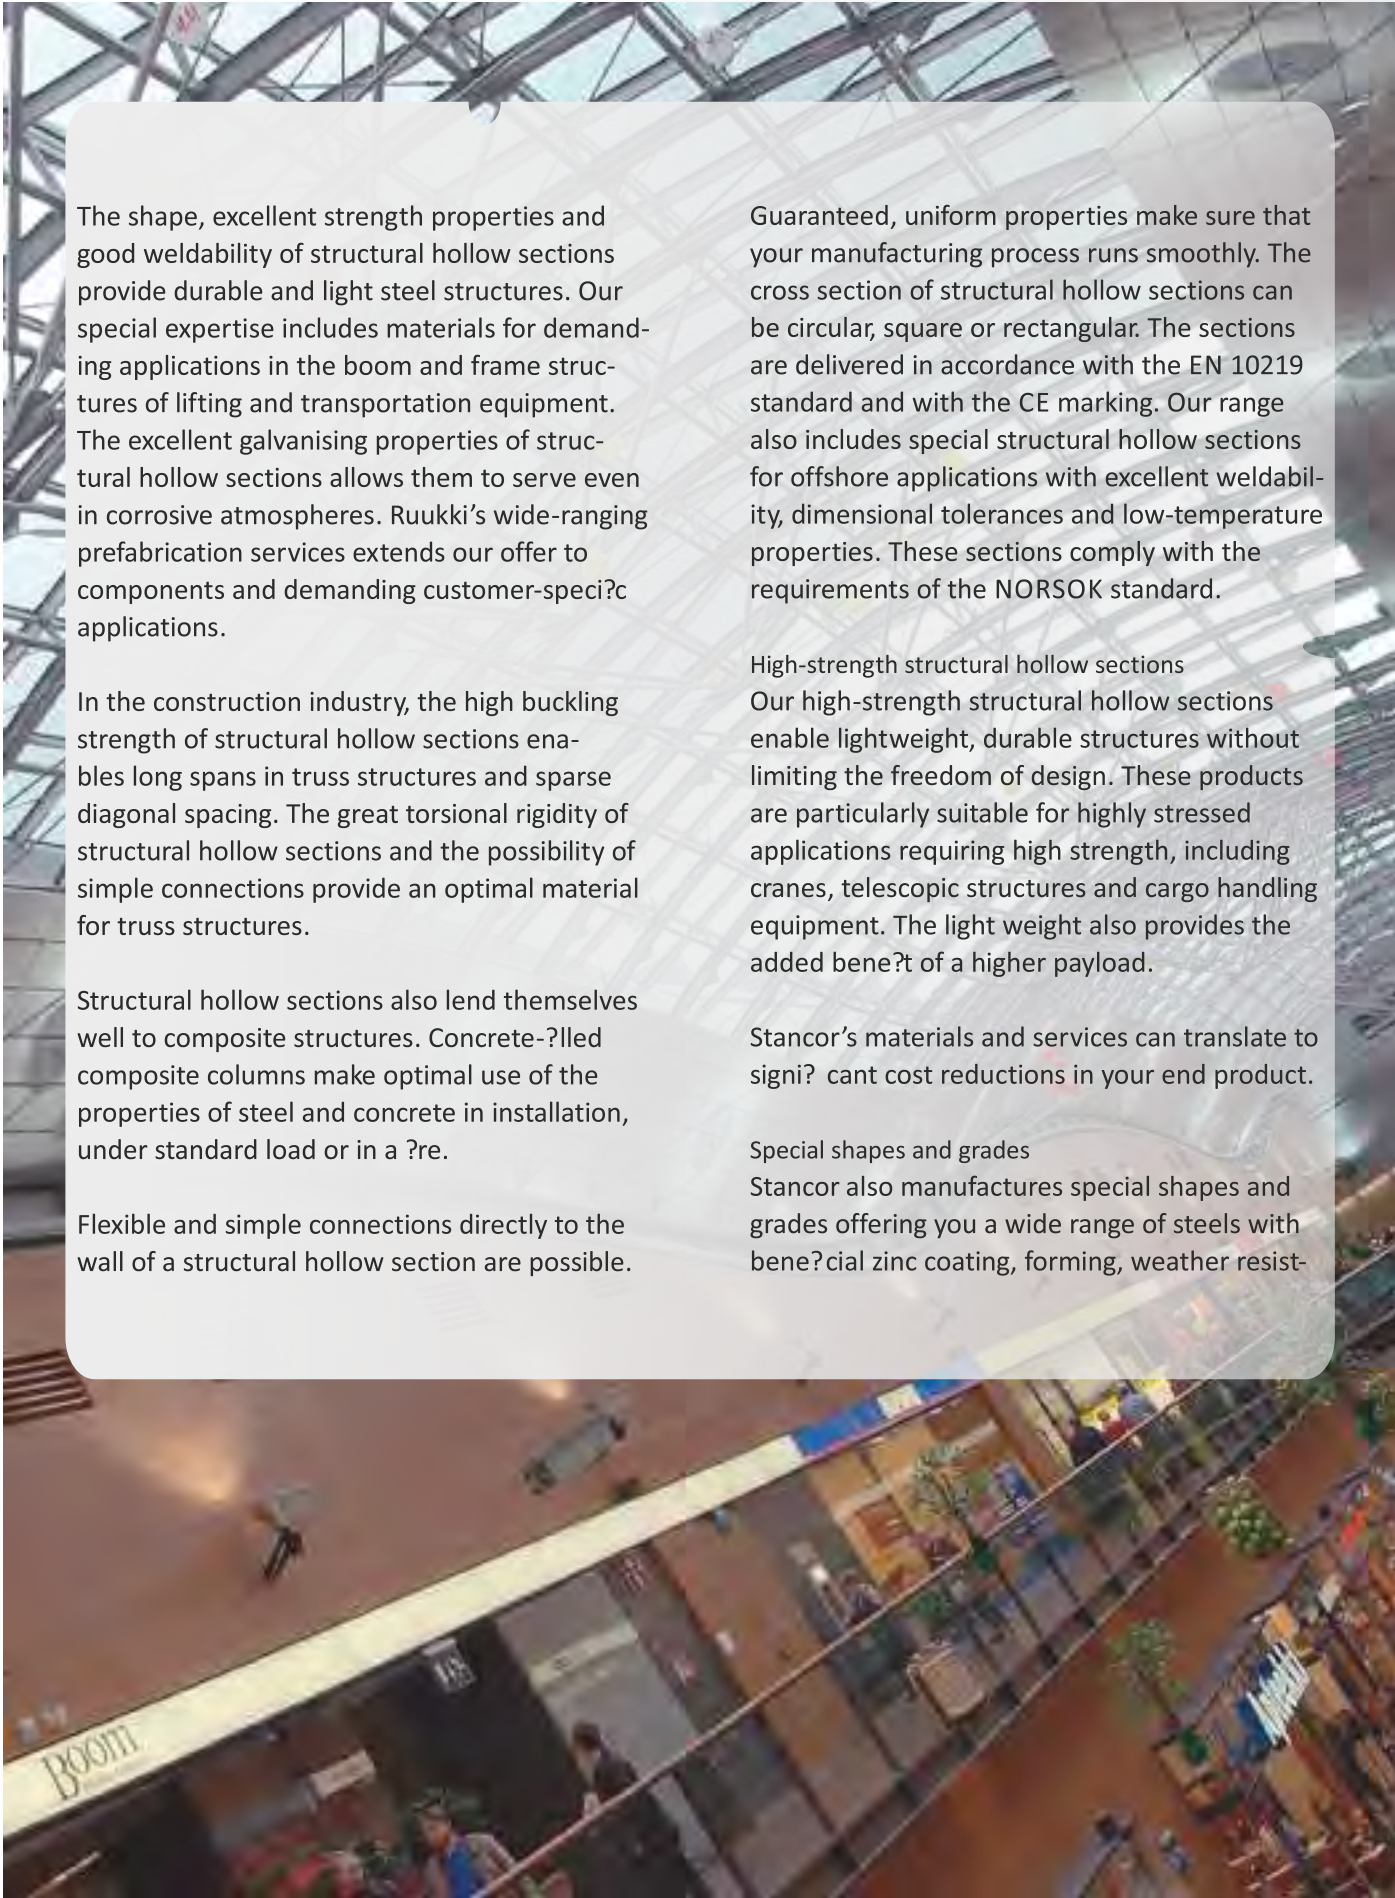 The shape, excellent strength properties and
good weldability of structural hollow sections
provide durable and light steel structures. Our
special expertise includes materials for demand-
ing applications in the boom and frame struc-
tures of lifting and transportation equipment.
The excellent galvanising properties of struc-
tural hollow sections allows them to serve even
in corrosive atmospheres. Ruukki’s wide-ranging
prefabrication services extends our offer to
components and demanding customer-speci?c
applications.
In the construction industry, the high buckling
strength of structural hollow sections ena-
bles long spans in truss structures and sparse
diagonal spacing. The great torsional rigidity of
structural hollow sections and the possibility of
simple connections provide an optimal material
for truss structures.
Structural hollow sections also lend themselves
well to composite structures. Concrete-?lled
composite columns make optimal use of the
properties of steel and concrete in installation,
under standard load or in a ?re.
Flexible and simple connections directly to the
wall of a structural hollow section are possible.
Guaranteed, uniform properties make sure that
your manufacturing process runs smoothly. The
cross section of structural hollow sections can
be circular, square or rectangular. The sections
are delivered in accordance with the EN 10219
standard and with the CE marking. Our range
also includes special structural hollow sections
for offshore applications with excellent weldabil-
ity, dimensional tolerances and low-temperature
properties. These sections comply with the
requirements of the NORSOK standard.
High-strength structural hollow sections
Our high-strength structural hollow sections
enable lightweight, durable structures without
limiting the freedom of design. These products
are particularly suitable for highly stressed
applications requiring high strength, including
cranes, telescopic structures and cargo handling
equipment. The light weight also provides the
added bene?t of a higher payload.
Stancor’s materials and services can translate to
signi? cant cost reductions in your end product.
Special shapes and grades
Stancor also manufactures special shapes and
grades offering you a wide range of steels with
bene?cial zinc coating, forming, weather resist-
Boom